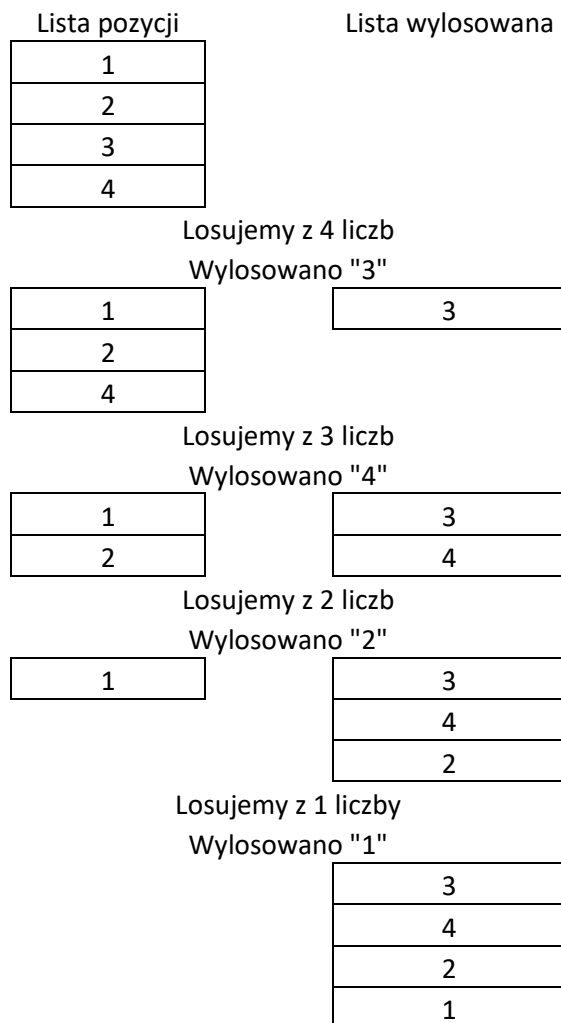 Lista pozycji Lista wylosowana
1
2
3
4
Losujemy z 4 liczb
Wylosowano "3"
1 3
2
4
Losujemy z 3 liczb
Wylosowano "4"
1 3
2 4
Losujemy z 2 liczb
Wylosowano "2"
1 3
4
2
Losujemy z 1 liczby
Wylosowano "1"
3
4
2
1